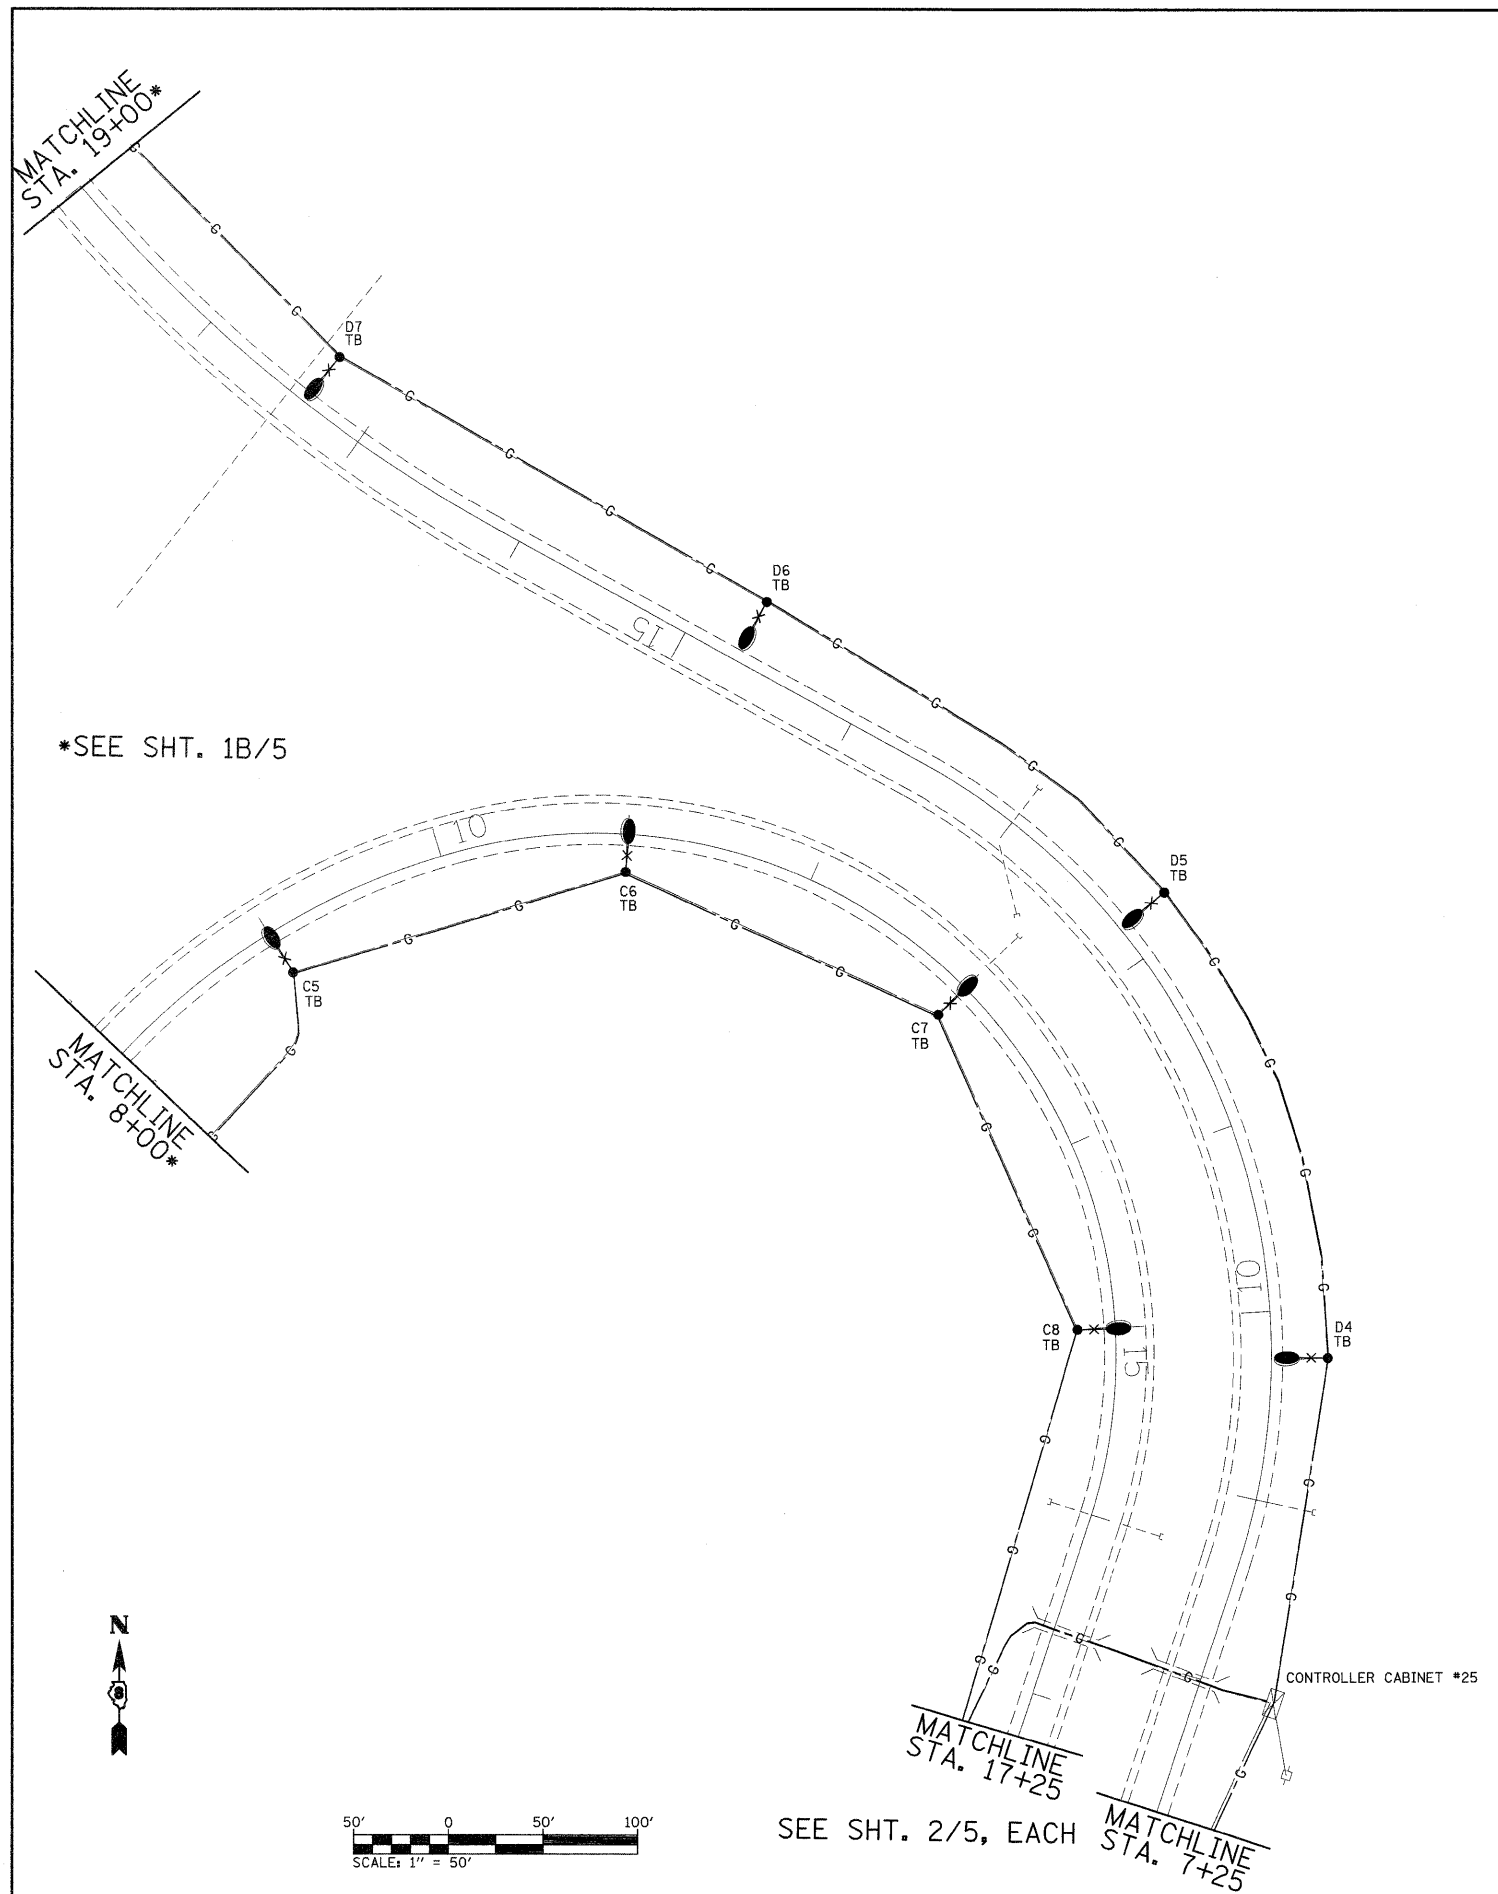 MATCHLINE
STA. 19+00*
G
G
G
D7
TB
G
G
G
G
D6
TB
15
G
G
G
*SEE SHT. 1B/5
10
G
D5
TB
C6
TB
G
G
G
G
C5
TB
G
C7
TB
G
G
MATCHLINE
STA. 8+00*
G
G
G
G
10
G
C8
TB
15
D4
TB
G
G
G
G
N
G
G
G
G
CONTROLLER CABINET #25
MATCHLINE
STA. 17+25
G
50' 0 50' 100'
SCALE: 1" = 50'
SEE SHT. 2/5, EACH
MATCHLINE
STA. 7+25